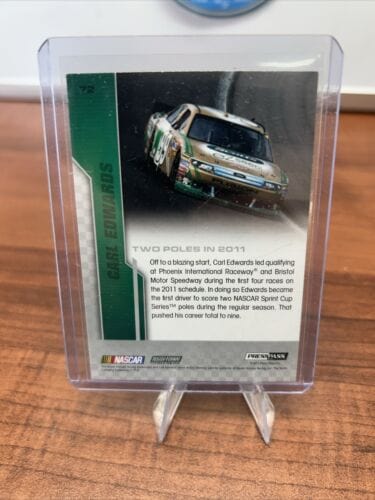 72
CARL EDWARDS
TWO POLES IN 2011
Off to a blazing start, Carl Edwards led qualifying
at Phoenix International Raceway® and Bristol
Motor Speedway during the first four races on
the 2011 schedule. In doing so Edwards became
the first driver to score two NASCAR Sprint Cup
Series™ poles during the regular season. That
pushed his career total to nine.
NASCAR
PRESS PASS